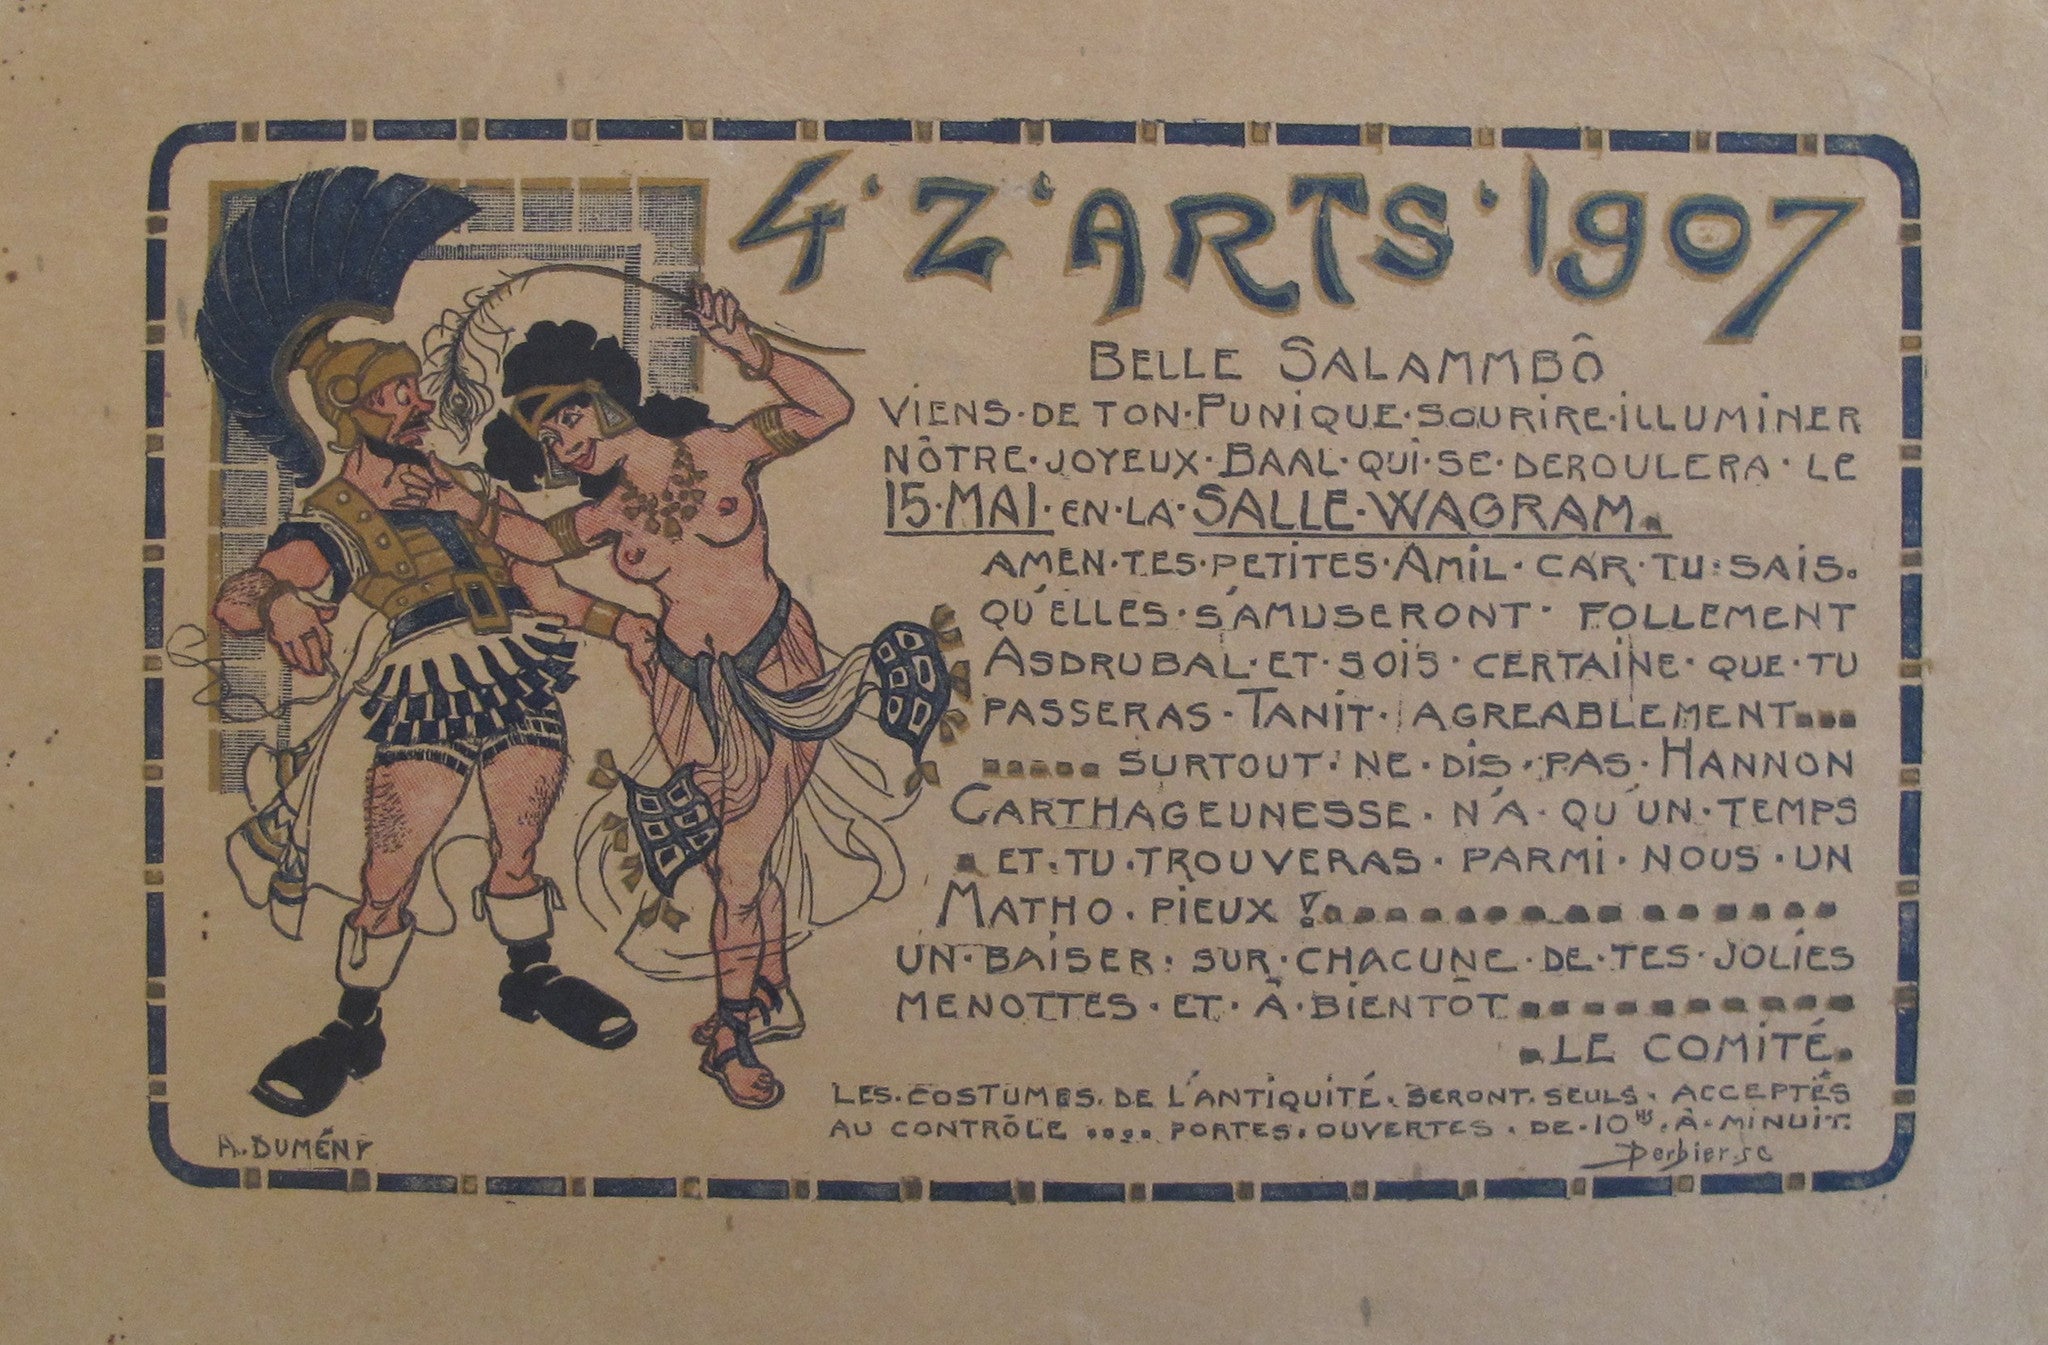 4·'Z'·ARTS·'1907
BELLE SALAMMBÔ
VIENS·DE TON·PUNIQUE·SOURIRE·ILLUMINER
NÔTRE·JOYEUX·BAAL·QUI·SE·DEROULERA·LE
15·MAI·EN·LA·SALLE·WAGRAM.
AMEN·TES·PETITES·AMIL·CAR·TU·SAIS.
QU'ELLES·S'AMUSERONT·FOLLEMENT
ASDRUBAL·ET·SOIS·CERTAINE·QUE·TU
PASSERAS·TANIT·AGREABLEMENT...
.....SURTOUT·NE·DIS·PAS·HANNON
CARTHAGEUNESSE·N'A·QU'UN·TEMPS
.ET·TU·TROUVERAS·PARMI·NOUS·UN
MATHO·PIEUX !............
UN·BAISER·SUR·CHACUNE·DE·TES·JOLIES
MENOTTES·ET·À·BIENTÔT..........
.LE COMITÉ.
LES·COSTUMES·DE L'ANTIQUITÉ·SERONT·SEULS·ACCEPTÉS
AU CONTRÔLE .... PORTES·OUVERTES·DE·10HS·À·MINUIT.
A.DUMÉNY
Derbier.sc